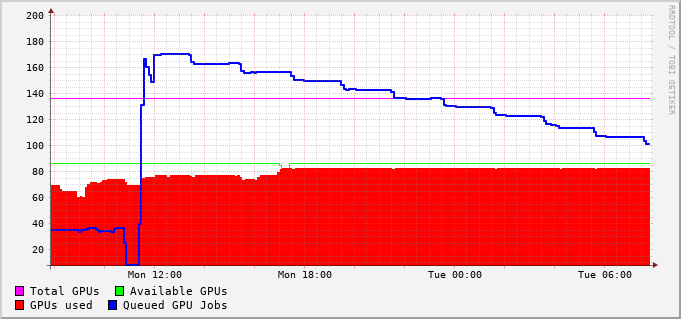 200
180
160
140
120
100
80
60
40
20
Mon 12:00 Mon 18:00 Tue 00:00 Tue 06:00
Total GPUs Available GPUs
GPUs used Queued GPU Jobs
RRDTOOL / TOBI OETIKER